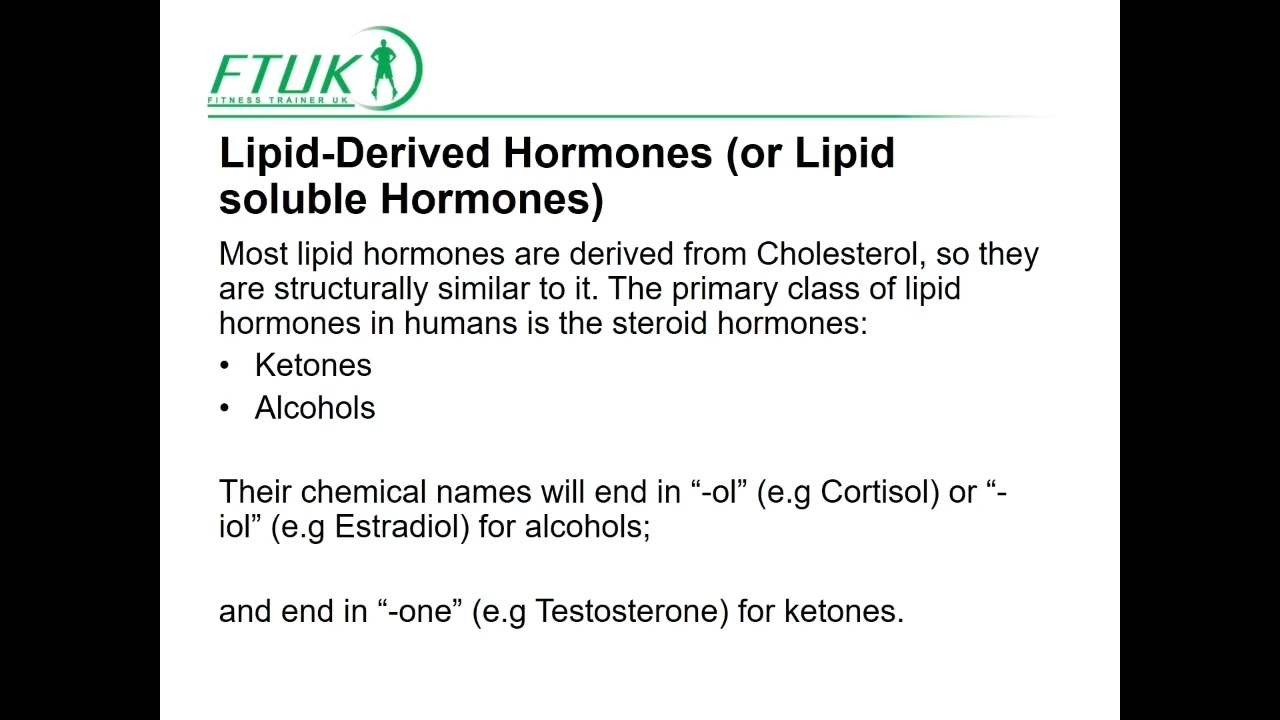 FTUK
FITNESS TRAINER UK
Lipid-Derived Hormones (or Lipid
soluble Hormones)
Most lipid hormones are derived from Cholesterol, so they
are structurally similar to it. The primary class of lipid
hormones in humans is the steroid hormones:
• Ketones
• Alcohols
Their chemical names will end in “-ol” (e.g Cortisol) or “-
iol” (e.g Estradiol) for alcohols;
and end in “-one” (e.g Testosterone) for ketones.